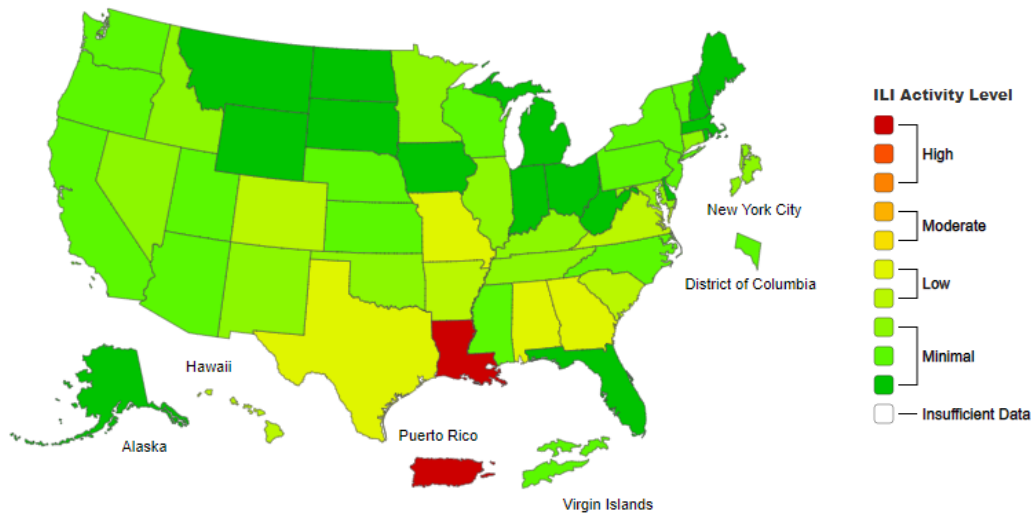 ILI Activity Level
High
Moderate
Low
Minimal
Insufficient Data
New York City
District of Columbia
Hawaii
Alaska
Puerto Rico
Virgin Islands